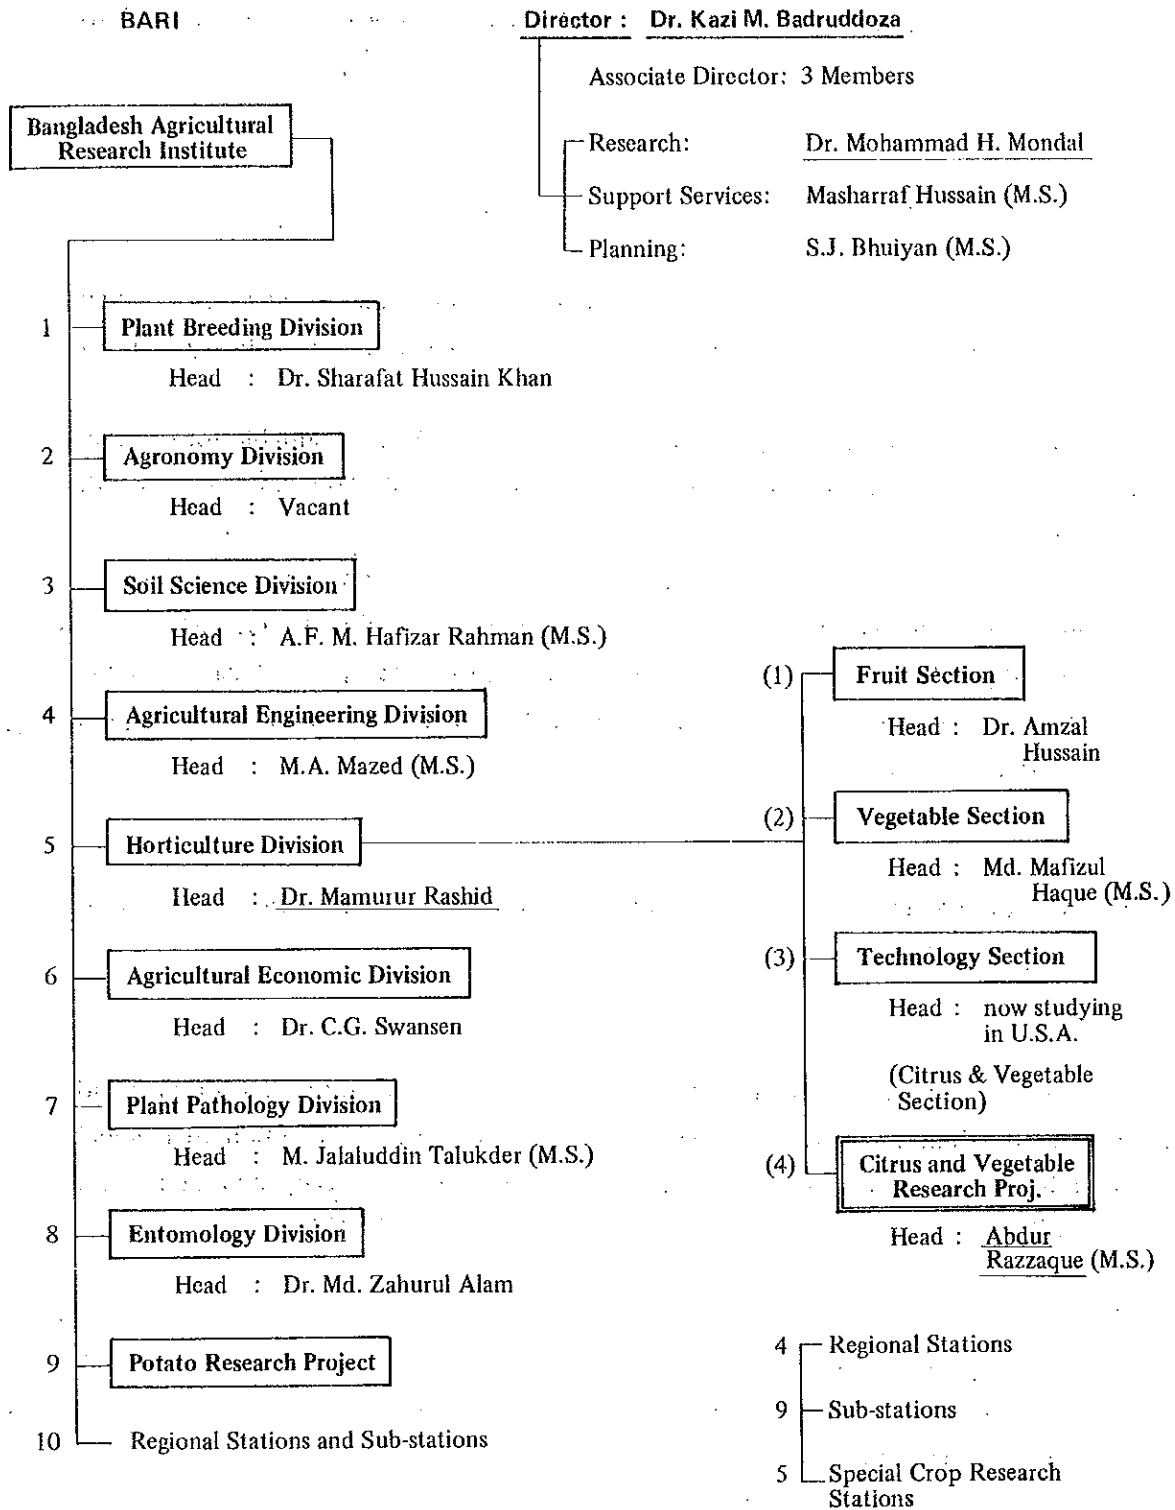 BARI
Director : Dr. Kazi M. Badruddoza
Associate Director: 3 Members
Bangladesh Agricultural
Research Institute
Research: Dr. Mohammad H. Mondal
Support Services: Masharraf Hussain (M.S.)
Planning: S.J. Bhuiyan (M.S.)
1 Plant Breeding Division
Head : Dr. Sharafat Hussain Khan
2 Agronomy Division
Head : Vacant
3 Soil Science Division
Head : A.F. M. Hafizar Rahman (M.S.)
4 Agricultural Engineering Division
Head : M.A. Mazed (M.S.)
5 Horticulture Division
Head : Dr. Mamurur Rashid
6 Agricultural Economic Division
Head : Dr. C.G. Swansen
7 Plant Pathology Division
Head : M. Jalaluddin Talukder (M.S.)
8 Entomology Division
Head : Dr. Md. Zahurul Alam
9 Potato Research Project
10 Regional Stations and Sub-stations
(1) Fruit Section
Head : Dr. Amzal
Hussain
(2) Vegetable Section
Head : Md. Mafizul
Haque (M.S.)
(3) Technology Section
Head : now studying
in U.S.A.
(Citrus & Vegetable
Section)
(4) Citrus and Vegetable
Research Proj.
Head : Abdur
Razzaque (M.S.)
4 Regional Stations
9 Sub-stations
5 Special Crop Research
Stations